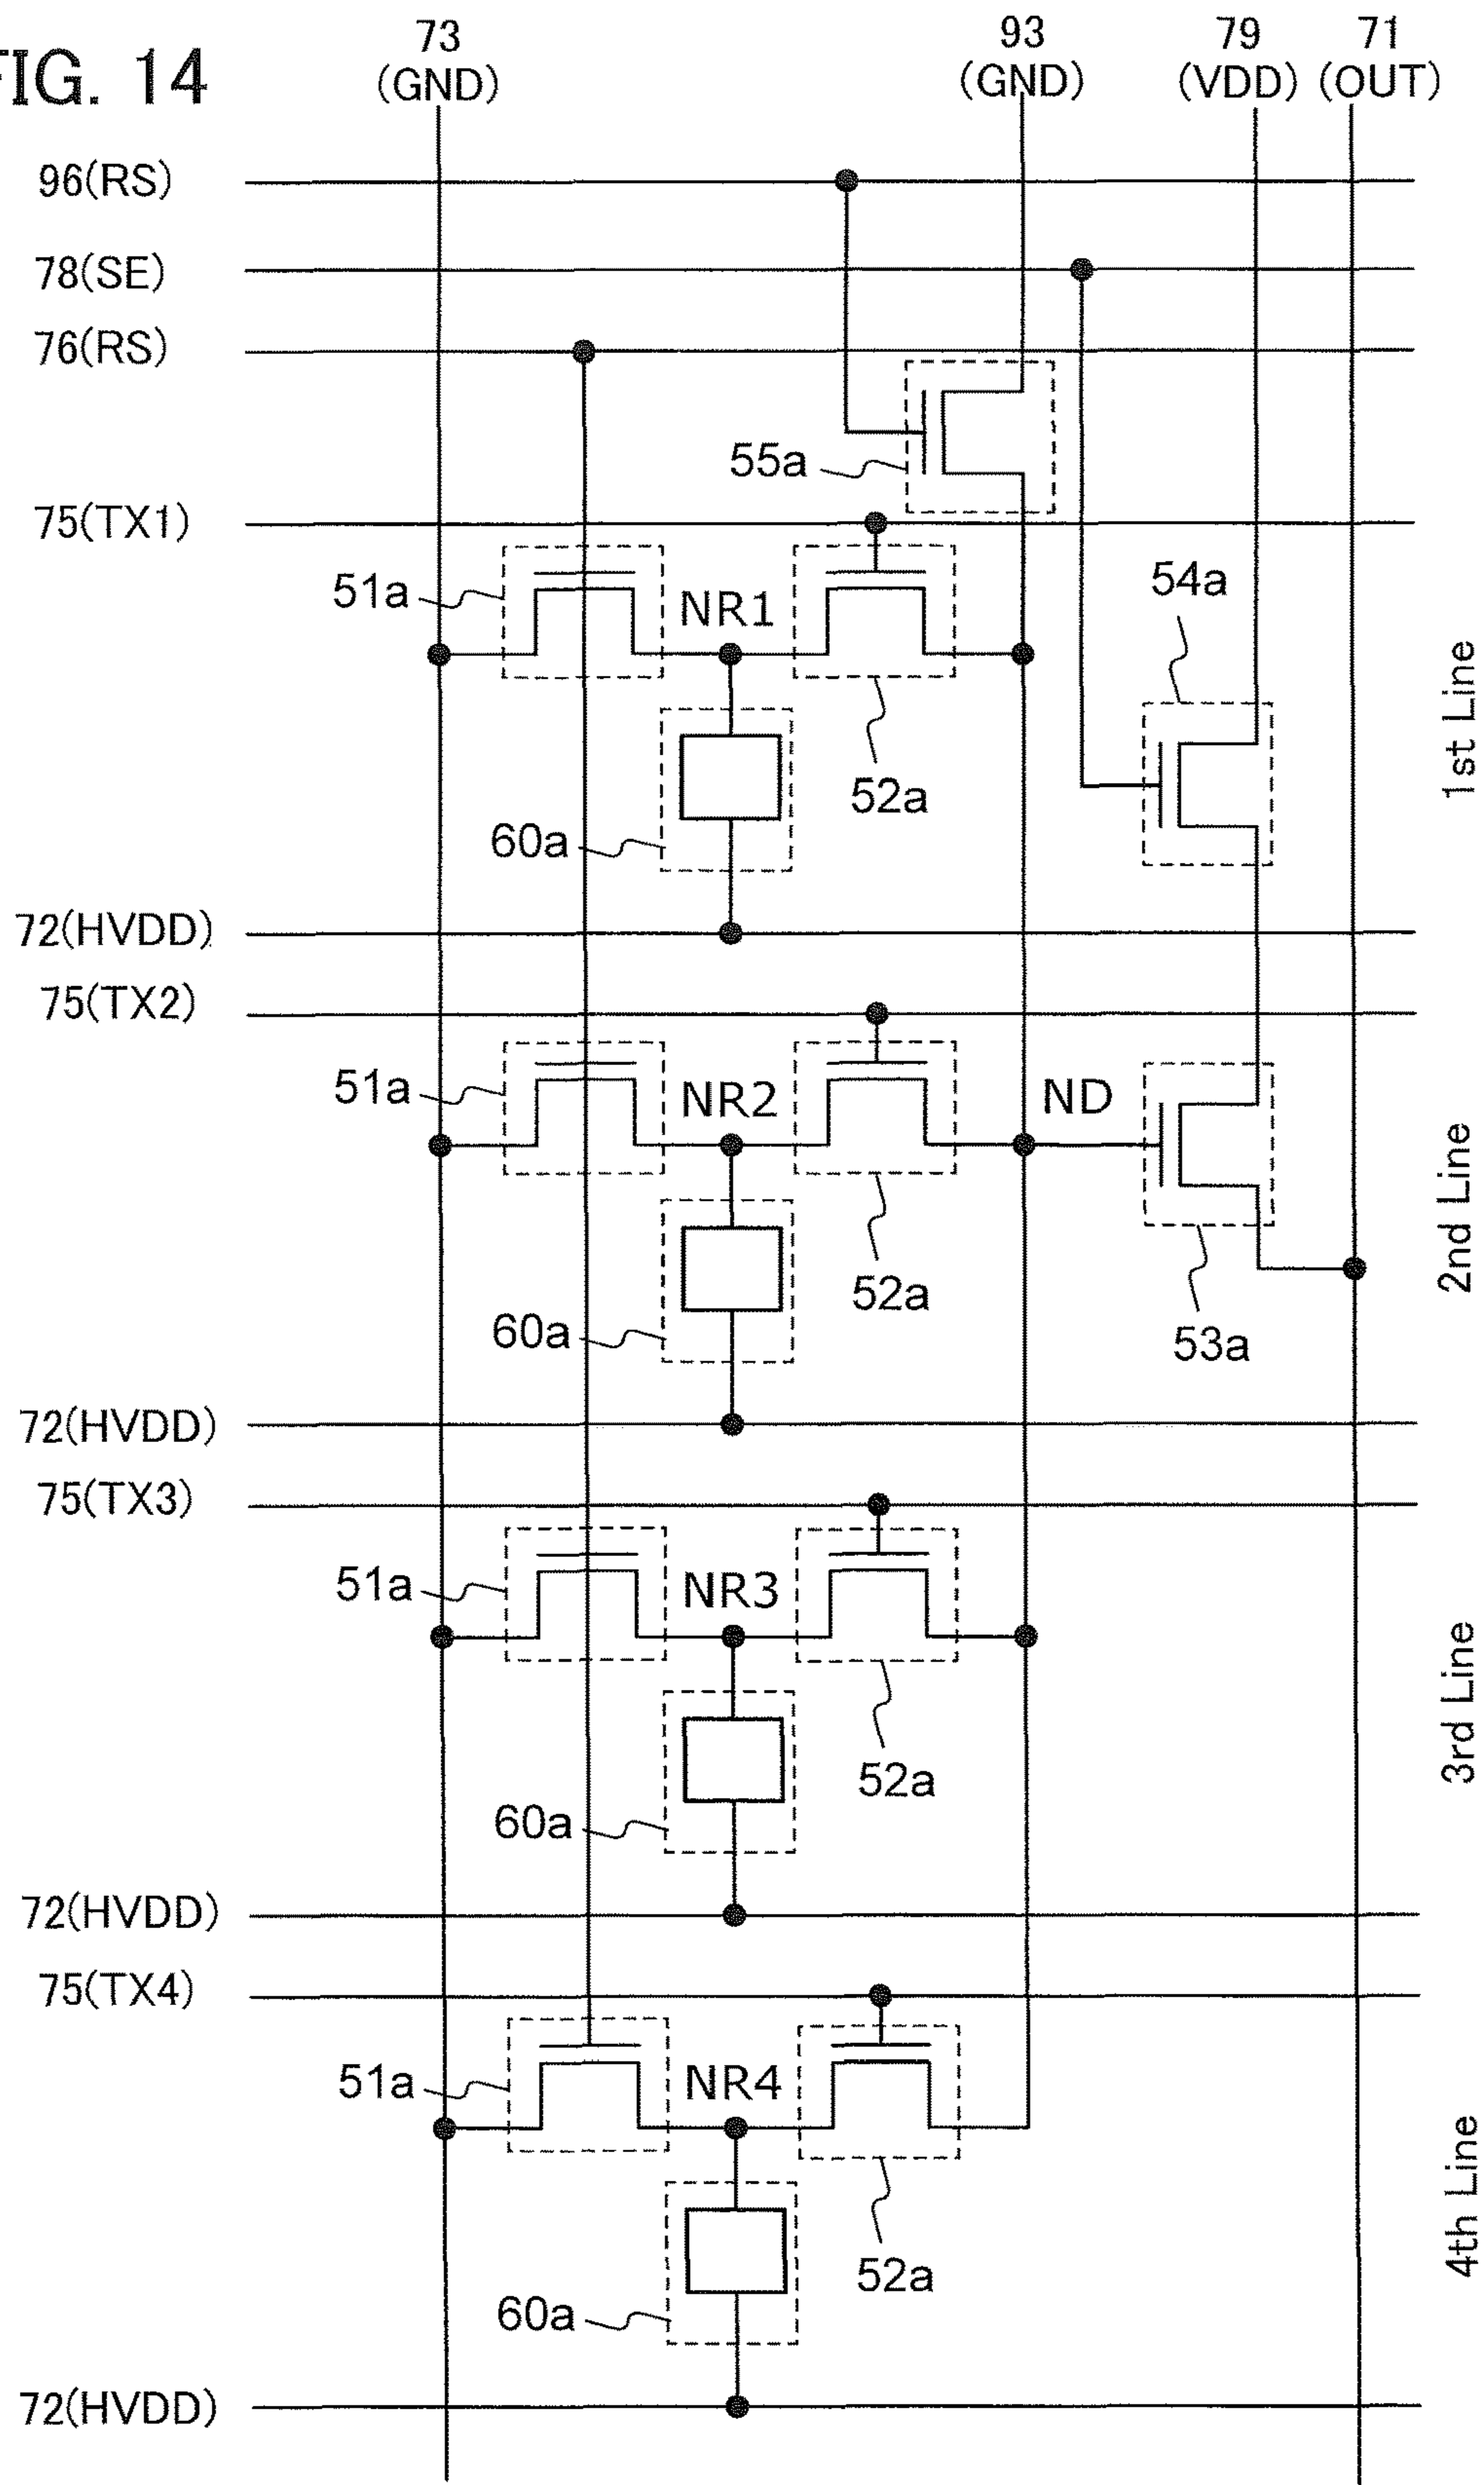 FIG. 14
73 93 79 71
(GND) (GND) (VDD) (OUT)
96(RS)
78(SE)
76(RS)
55a
75(TX1)
51a NR1 54a
52a
60a
1st Line
72(HVDD)
75(TX2)
51a NR2 ND
52a
60a 53a
2nd Line
72(HVDD)
75(TX3)
51a NR3
52a
60a
3rd Line
72(HVDD)
75(TX4)
51a NR4
52a
60a
4th Line
72(HVDD)